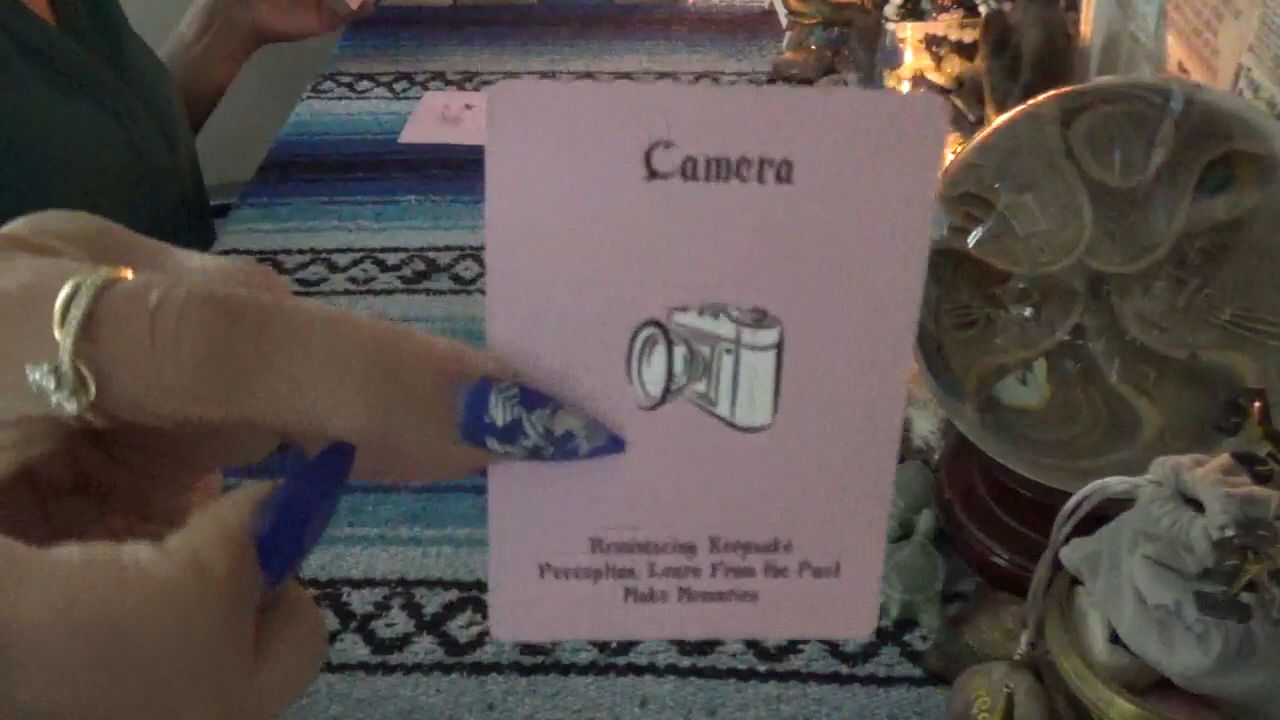 Camera
Reminiscing Keepsake
Perception, Learn From the Past
Make Memories